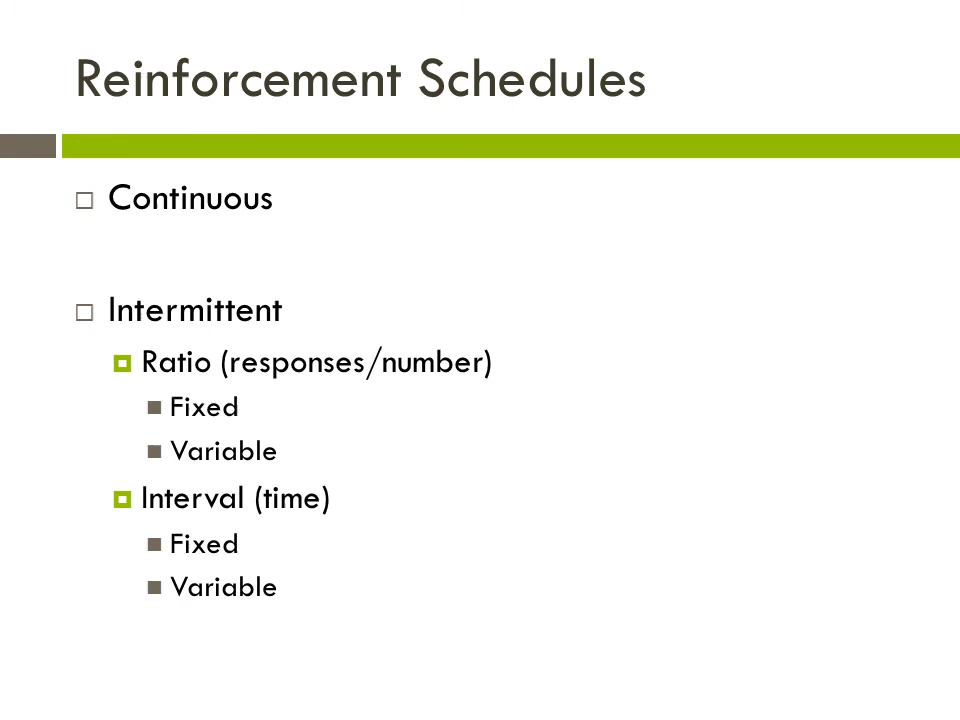 Reinforcement Schedules
Continuous
Intermittent
Ratio (responses/number)
Fixed
Variable
Interval (time)
Fixed
Variable